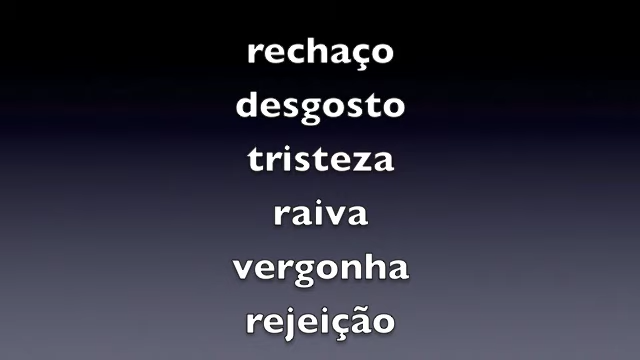 rechaço
desgosto
tristeza
raiva
vergonha
rejeição